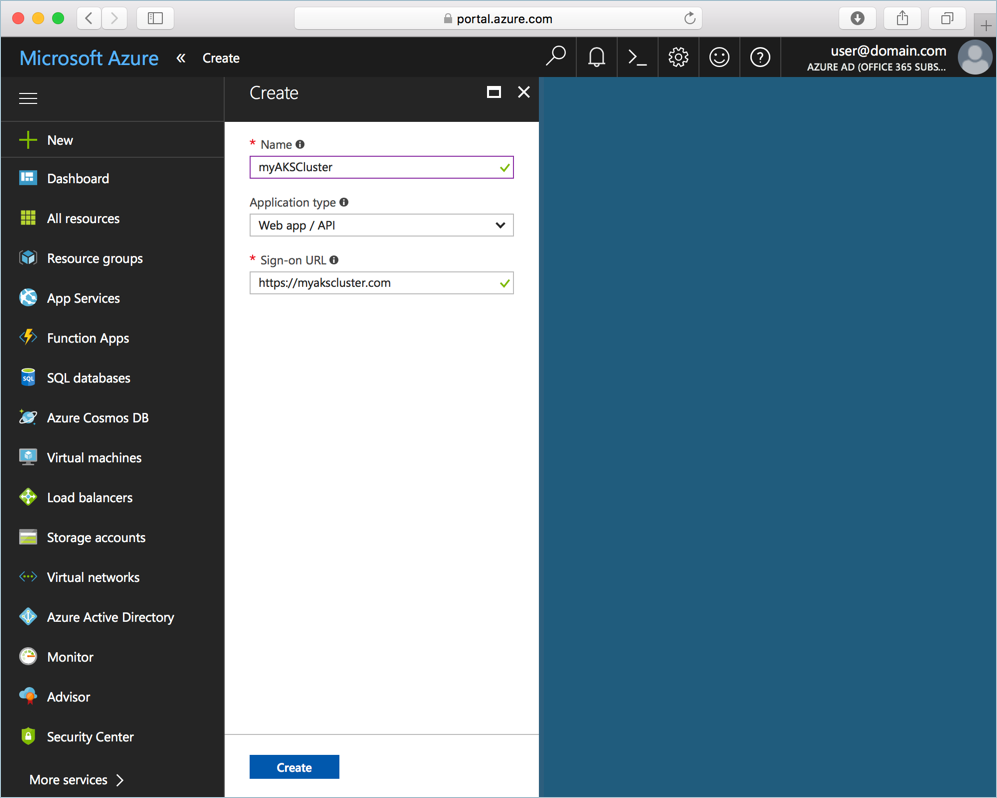 portal.azure.com
Microsoft Azure « Create
user@domain.com
AZURE AD (OFFICE 365 SUBS...
Create
* Name
myAKSCluster
Application type
Web app / API
* Sign-on URL
https://myakscluster.com
Create
New
Dashboard
All resources
Resource groups
App Services
Function Apps
SQL
SQL databases
Azure Cosmos DB
Virtual machines
Load balancers
Storage accounts
Virtual networks
Azure Active Directory
Monitor
Advisor
Security Center
More services